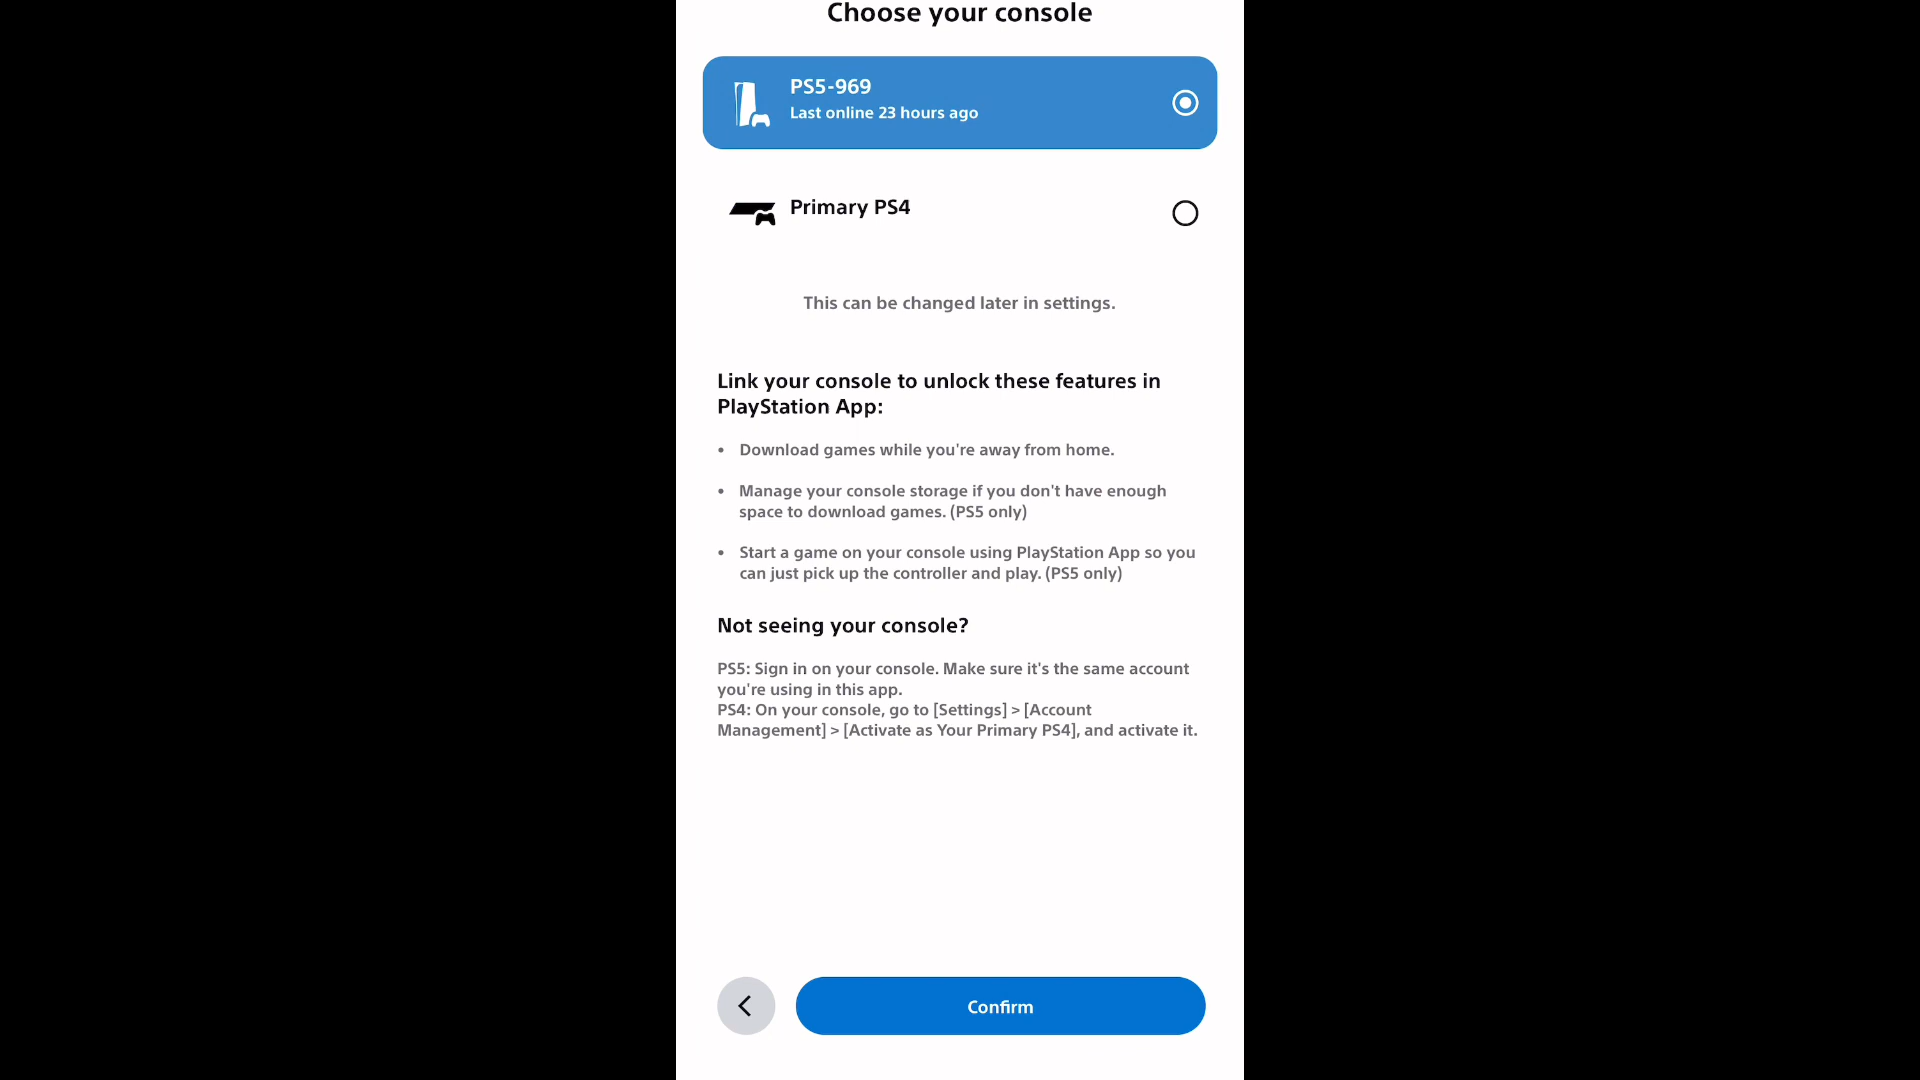 Choose your console
PS5-969
Last online 23 hours ago
Primary PS4
This can be changed later in settings.
Link your console to unlock these features in
PlayStation App:
• Download games while you're away from home.
• Manage your console storage if you don't have enough
space to download games. (PS5 only)
• Start a game on your console using PlayStation App so you
can just pick up the controller and play. (PS5 only)
Not seeing your console?
PS5: Sign in on your console. Make sure it's the same account
you're using in this app.
PS4: On your console, go to [Settings] > [Account
Management] > [Activate as Your Primary PS4], and activate it.
Confirm